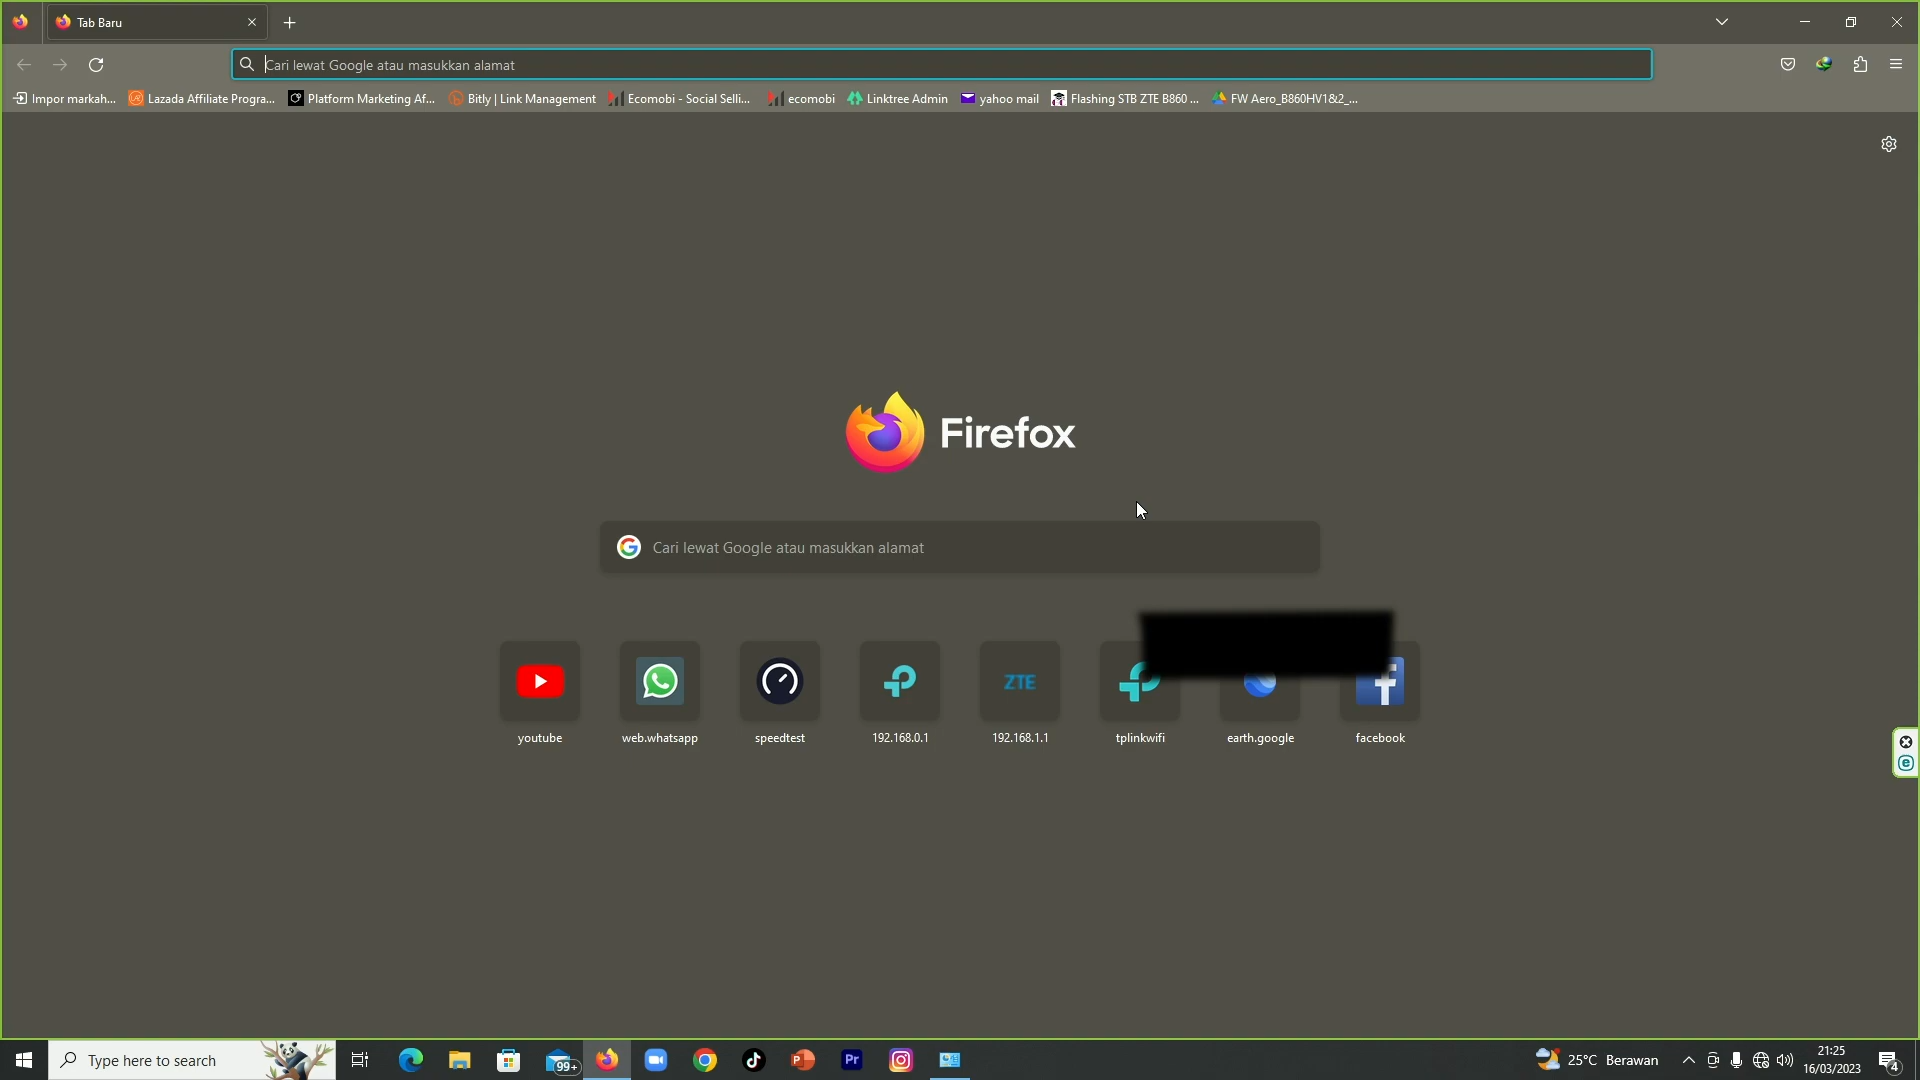 Tab Baru
Cari lewat Google atau masukkan alamat
Impor markah... Lazada Affiliate Progra... Platform Marketing Af... Bitly | Link Management Ecomobi - Social Selli... ecomobi Linktree Admin yahoo mail Flashing STB ZTE B860 ... FW Aero_B860HV1&2_...
Firefox
Cari lewat Google atau masukkan alamat
ZTE
youtube web.whatsapp speedtest 192.168.0.1 192.168.1.1 tplinkwifi earth.google facebook
Type here to search 99+ Pr 25°C Berawan 21:25
16/03/2023 4